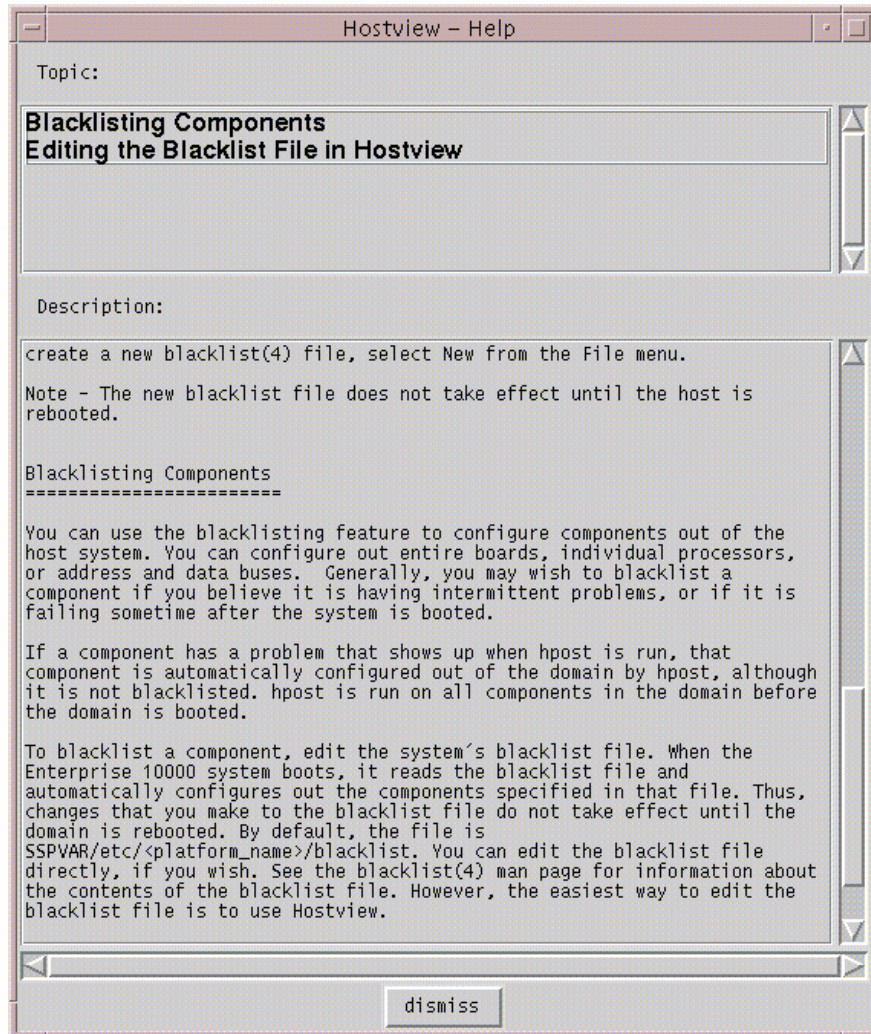 Hostview – Help
Topic:
Blacklisting Components
Editing the Blacklist File in Hostview
Description:
create a new blacklist(4) file, select New from the File menu.
Note - The new blacklist file does not take effect until the host is
rebooted.
Blacklisting Components
========================
You can use the blacklisting feature to configure components out of the
host system. You can configure out entire boards, individual processors,
or address and data buses.  Generally, you may wish to blacklist a
component if you believe it is having intermittent problems, or if it is
failing sometime after the system is booted.
If a component has a problem that shows up when hpost is run, that
component is automatically configured out of the domain by hpost, although
it is not blacklisted. hpost is run on all components in the domain before
the domain is booted.
To blacklist a component, edit the system´s blacklist file. When the
Enterprise 10000 system boots, it reads the blacklist file and
automatically configures out the components specified in that file. Thus,
changes that you make to the blacklist file do not take effect until the
domain is rebooted. By default, the file is
SSPVAR/etc/<platform_name>/blacklist. You can edit the blacklist file
directly, if you wish. See the blacklist(4) man page for information about
the contents of the blacklist file. However, the easiest way to edit the
blacklist file is to use Hostview.
dismiss